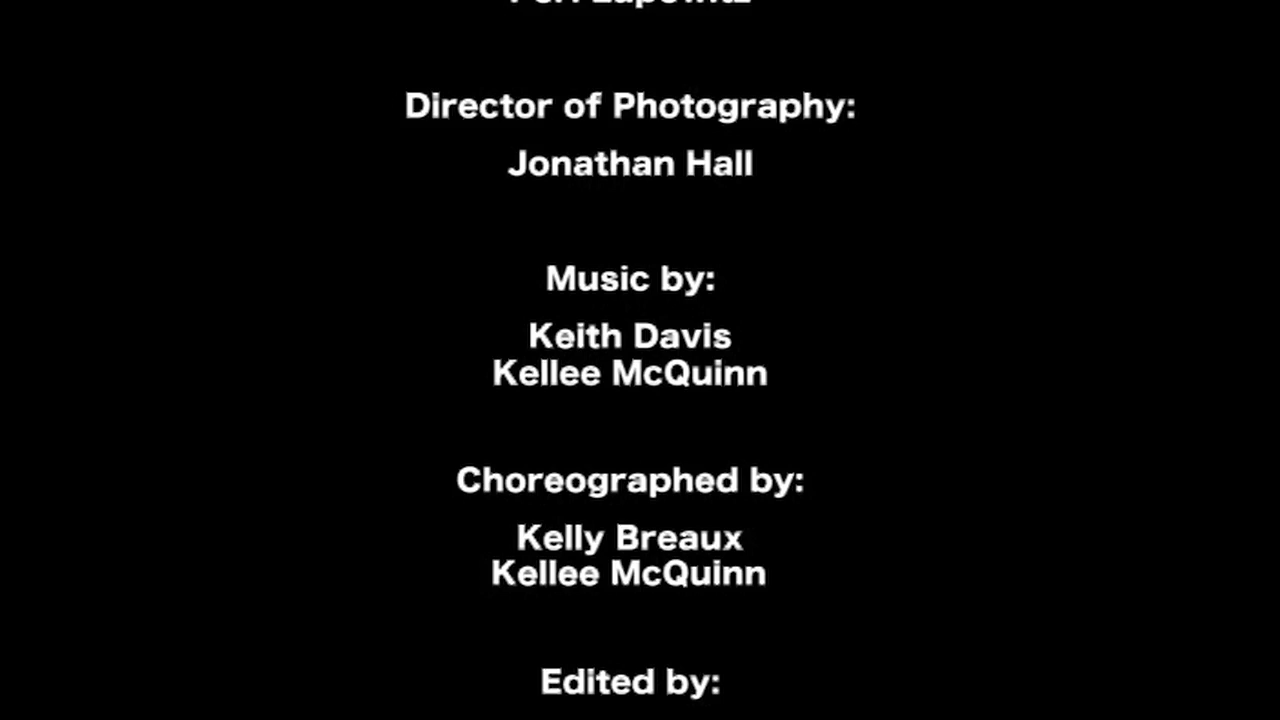 Director of Photography:
Jonathan Hall
Music by:
Keith Davis
Kellee McQuinn
Choreographed by:
Kelly Breaux
Kellee McQuinn
Edited by: